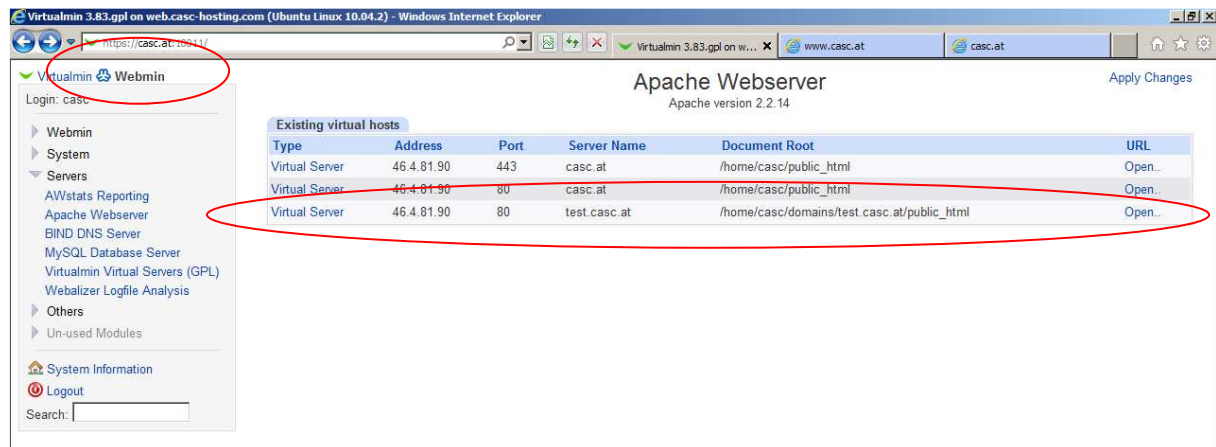 Virtualmin 3.83.gpl on web.casc-hosting.com (Ubuntu Linux 10.04.2) - Windows Internet Explorer
https://casc.at:10011/
Virtualmin 3.83.gpl on w...
www.casc.at
casc.at
Virtualmin Webmin
Login: casc
Webmin
System
Servers
AWstats Reporting
Apache Webserver
BIND DNS Server
MySQL Database Server
Virtualmin Virtual Servers (GPL)
Webalizer Logfile Analysis
Others
Un-used Modules
System Information
Logout
Search:
Apache Webserver
Apache version 2.2.14
Apply Changes
Existing virtual hosts
Type Address Port Server Name Document Root URL
Virtual Server 46.4.81.90 443 casc.at /home/casc/public_html Open..
Virtual Server 46.4.81.90 80 casc.at /home/casc/public_html Open..
Virtual Server 46.4.81.90 80 test.casc.at /home/casc/domains/test.casc.at/public_html Open..